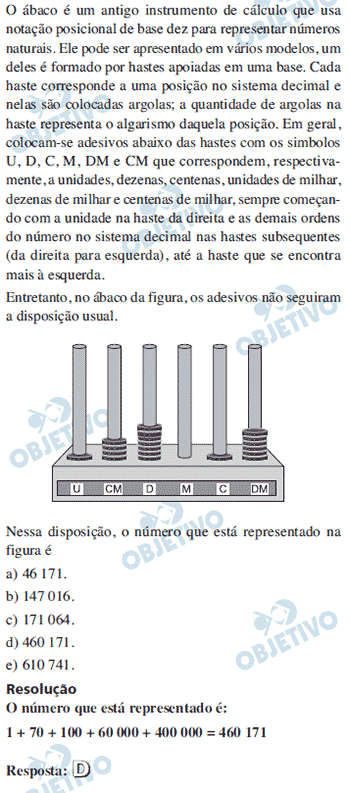 O ábaco é um antigo instrumento de cálculo que usa
notação posicional de base dez para representar números
naturais. Ele pode ser apresentado em vários modelos, um
deles é formado por hastes apoiadas em uma base. Cada
haste corresponde a uma posição no sistema decimal e
nelas são colocadas argolas; a quantidade de argolas na
haste representa o algarismo daquela posição. Em geral,
colocam-se adesivos abaixo das hastes com os símbolos
U, D, C, M, DM e CM que correspondem, respectiva-
mente, a unidades, dezenas, centenas, unidades de milhar,
dezenas de milhar e centenas de milhar, sempre começan-
do com a unidade na haste da direita e as demais ordens
do número no sistema decimal nas hastes subsequentes
(da direita para esquerda), até a haste que se encontra
mais à esquerda.
Entretanto, no ábaco da figura, os adesivos não seguiram
a disposição usual.
U CM D M C DM
Nessa disposição, o número que está representado na
figura é
a) 46 171.
b) 147 016.
c) 171 064.
d) 460 171.
e) 610 741.
Resolução
O número que está representado é:
1 + 70 + 100 + 60 000 + 400 000 = 460 171
Resposta: D
OBJETIVO
OBJETIVO
OBJETIVO
OBJETIVO
OBJETIVO
OBJETIVO